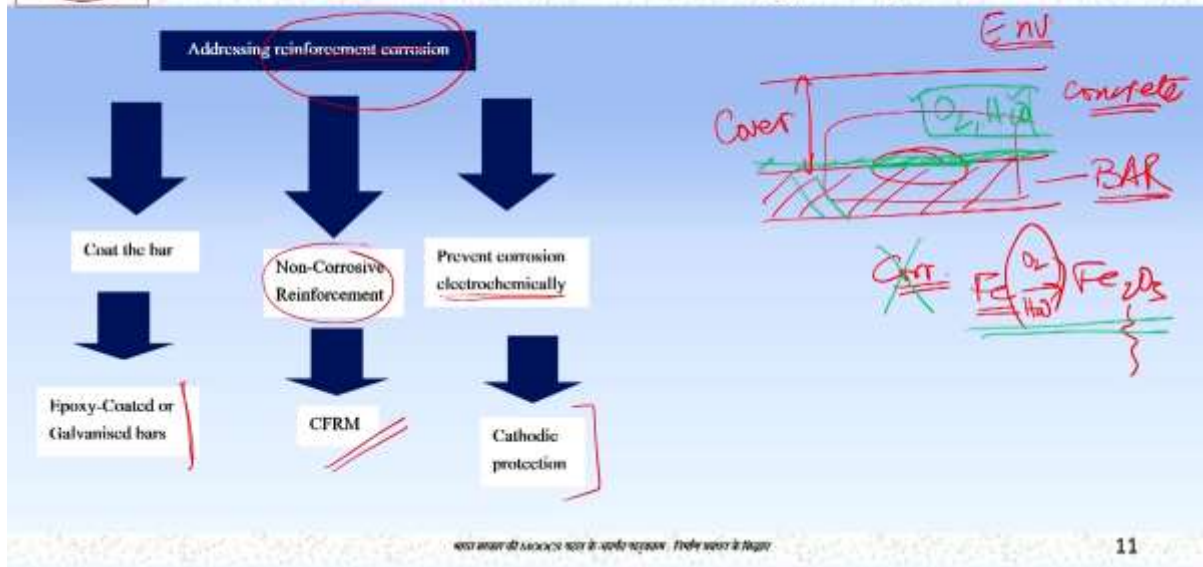 Addressing reinforcement corrosion
Coat the bar
Non-Corrosive
Reinforcement
Prevent corrosion
electrochemically
Epoxy-Coated or
Galvanised bars
CFRM
Cathodic
protection
Env
Cover
O2, H2O
concrete
BAR
Corr.
Fe O2 H2O Fe2O3
MOOCs
11